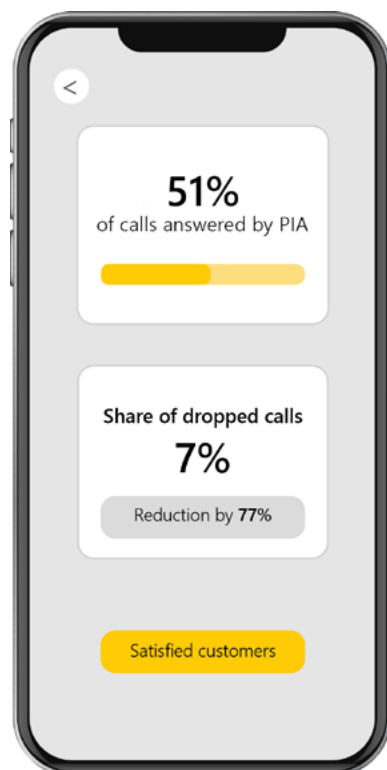 <
51%
of calls answered by PIA
Share of dropped calls
7%
Reduction by 77%
Satisfied customers